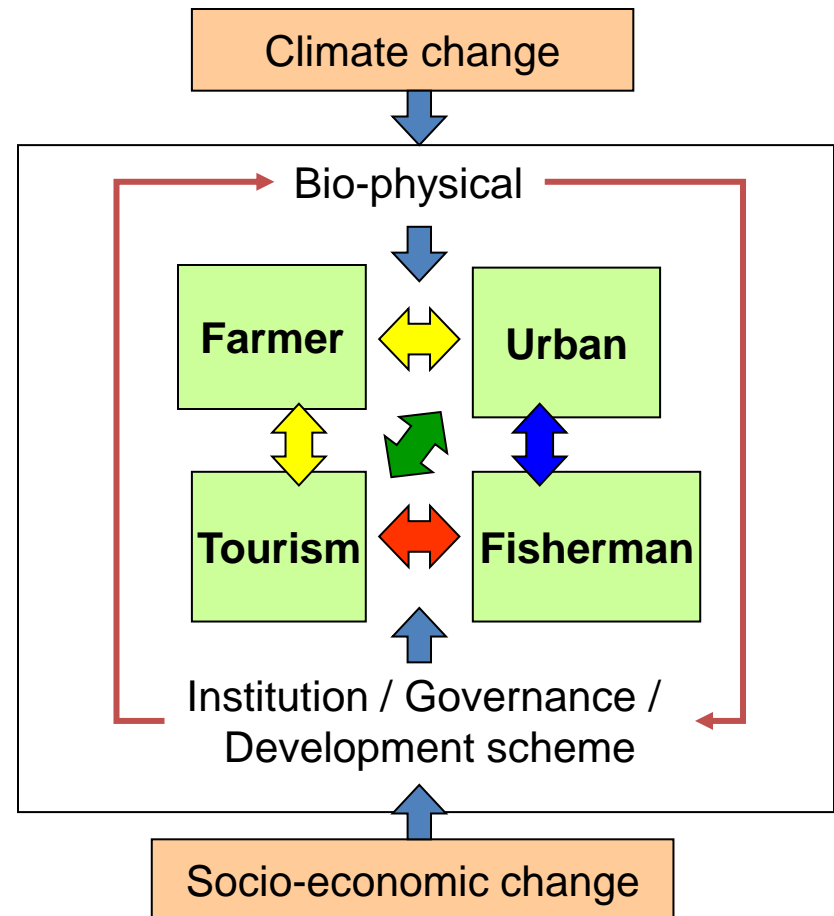 Climate change
Bio-physical
Farmer
Urban
Tourism
Fisherman
Institution / Governance /
Development scheme
Socio-economic change